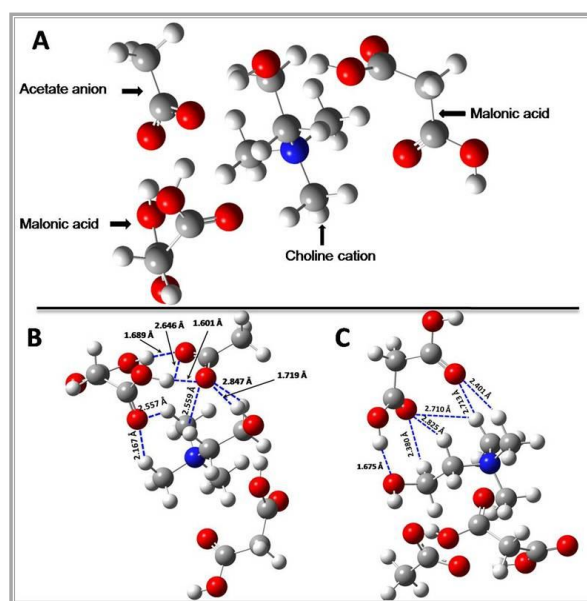 A
Acetate anion
Malonic acid
Malonic acid
Choline cation
B
2.646 Å
1.601 Å
1.689 Å
2.847 Å
1.719 Å
2.557 Å
2.559 Å
2.167 Å
C
2.401 Å
2.713 Å
2.710 Å
2.825 Å
2.380 Å
1.675 Å